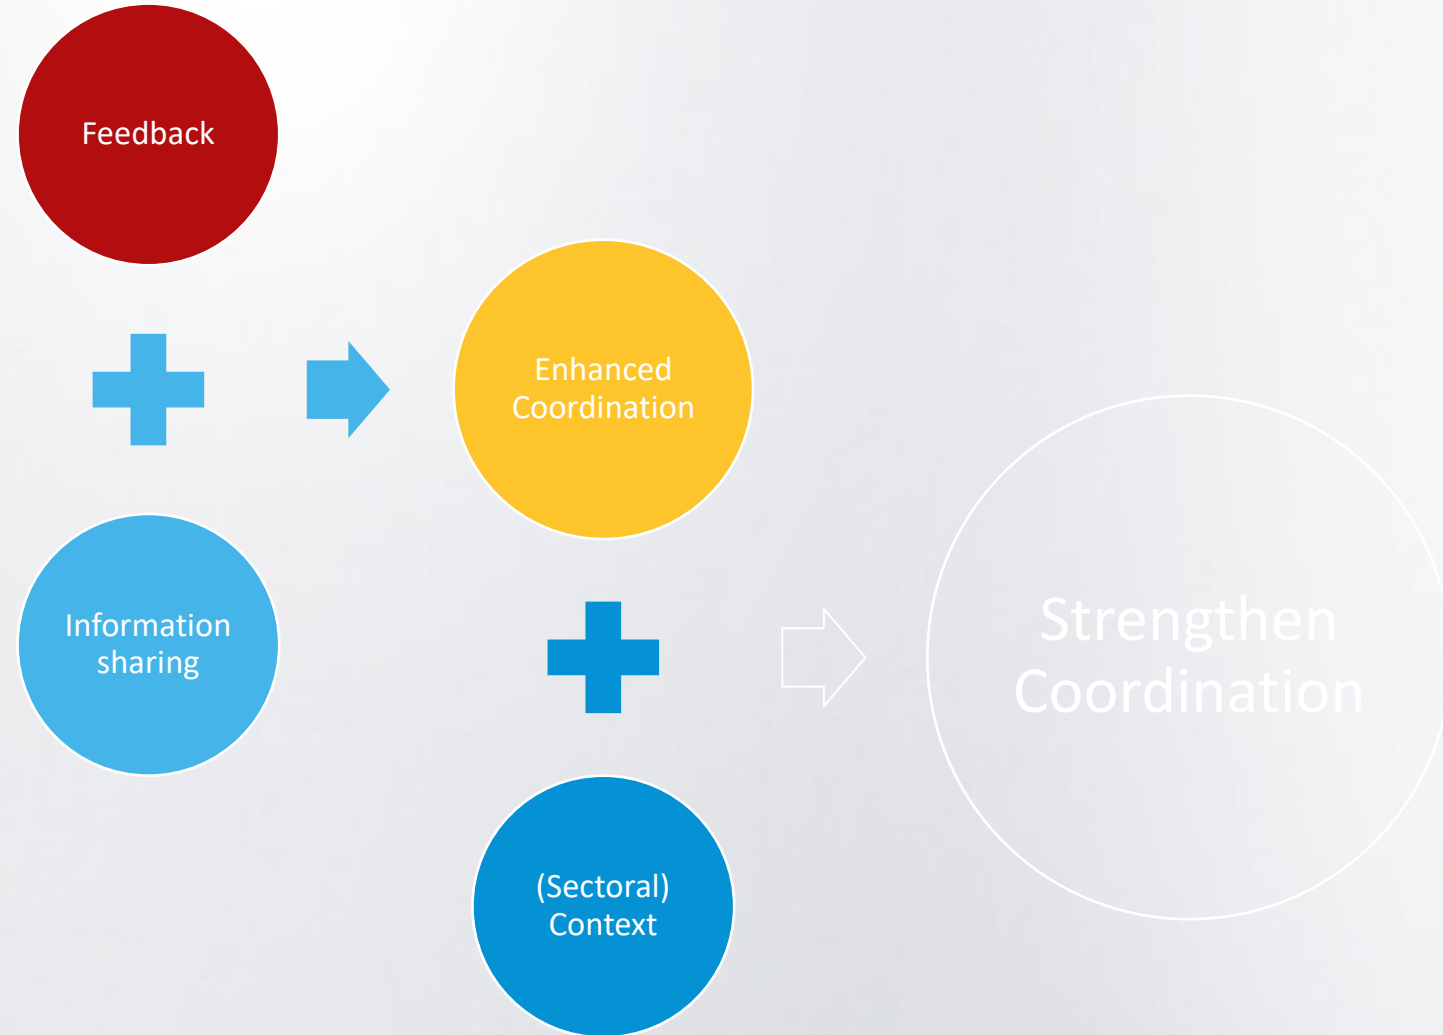 Feedback
Information
sharing
Enhanced
Coordination
(Sectoral)
Context
Strengthen
Coordination